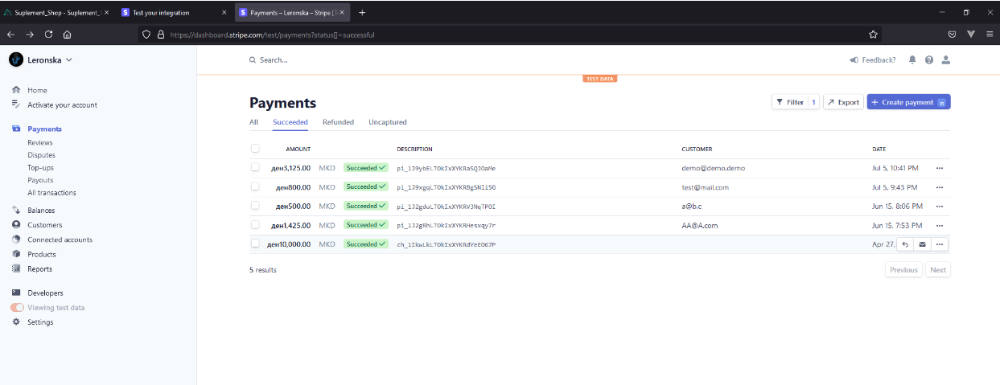 Suplement_Shop - Suplement_S
Test your integration
Payments – Leronska – Stripe [T
https://dashboard.stripe.com/test/payments?status[]=successful
Leronska
Search...
Feedback?
TEST DATA
Home
Activate your account
Payments
Reviews
Disputes
Top-ups
Payouts
All transactions
Balances
Customers
Connected accounts
Products
Reports
Developers
Viewing test data
Settings
Payments
Filter 1 Export + Create payment n
All Succeeded Refunded Uncaptured
AMOUNT DESCRIPTION CUSTOMER DATE
ден3,125.00 MKD Succeeded pi_1J9ybELTOkIxXYKRaSQJOaMe demo@demo.demo Jul 5, 10:41 PM
ден800.00 MKD Succeeded pi_1J9xgqLTOkIxXYKRBgSNIi5G test@mail.com Jul 5, 9:43 PM
ден500.00 MKD Succeeded pi_1J2gduLTOkIxXYKRV3NqTPOI a@b.c Jun 15, 8:06 PM
ден1,425.00 MKD Succeeded pi_1J2gRhLTOkIxXYKRHesxqy7r AA@A.com Jun 15, 7:53 PM
ден10,000.00 MKD Succeeded ch_1IkwLkLTOkIxXYKRdYeEO67P Apr 27,
5 results
Previous Next